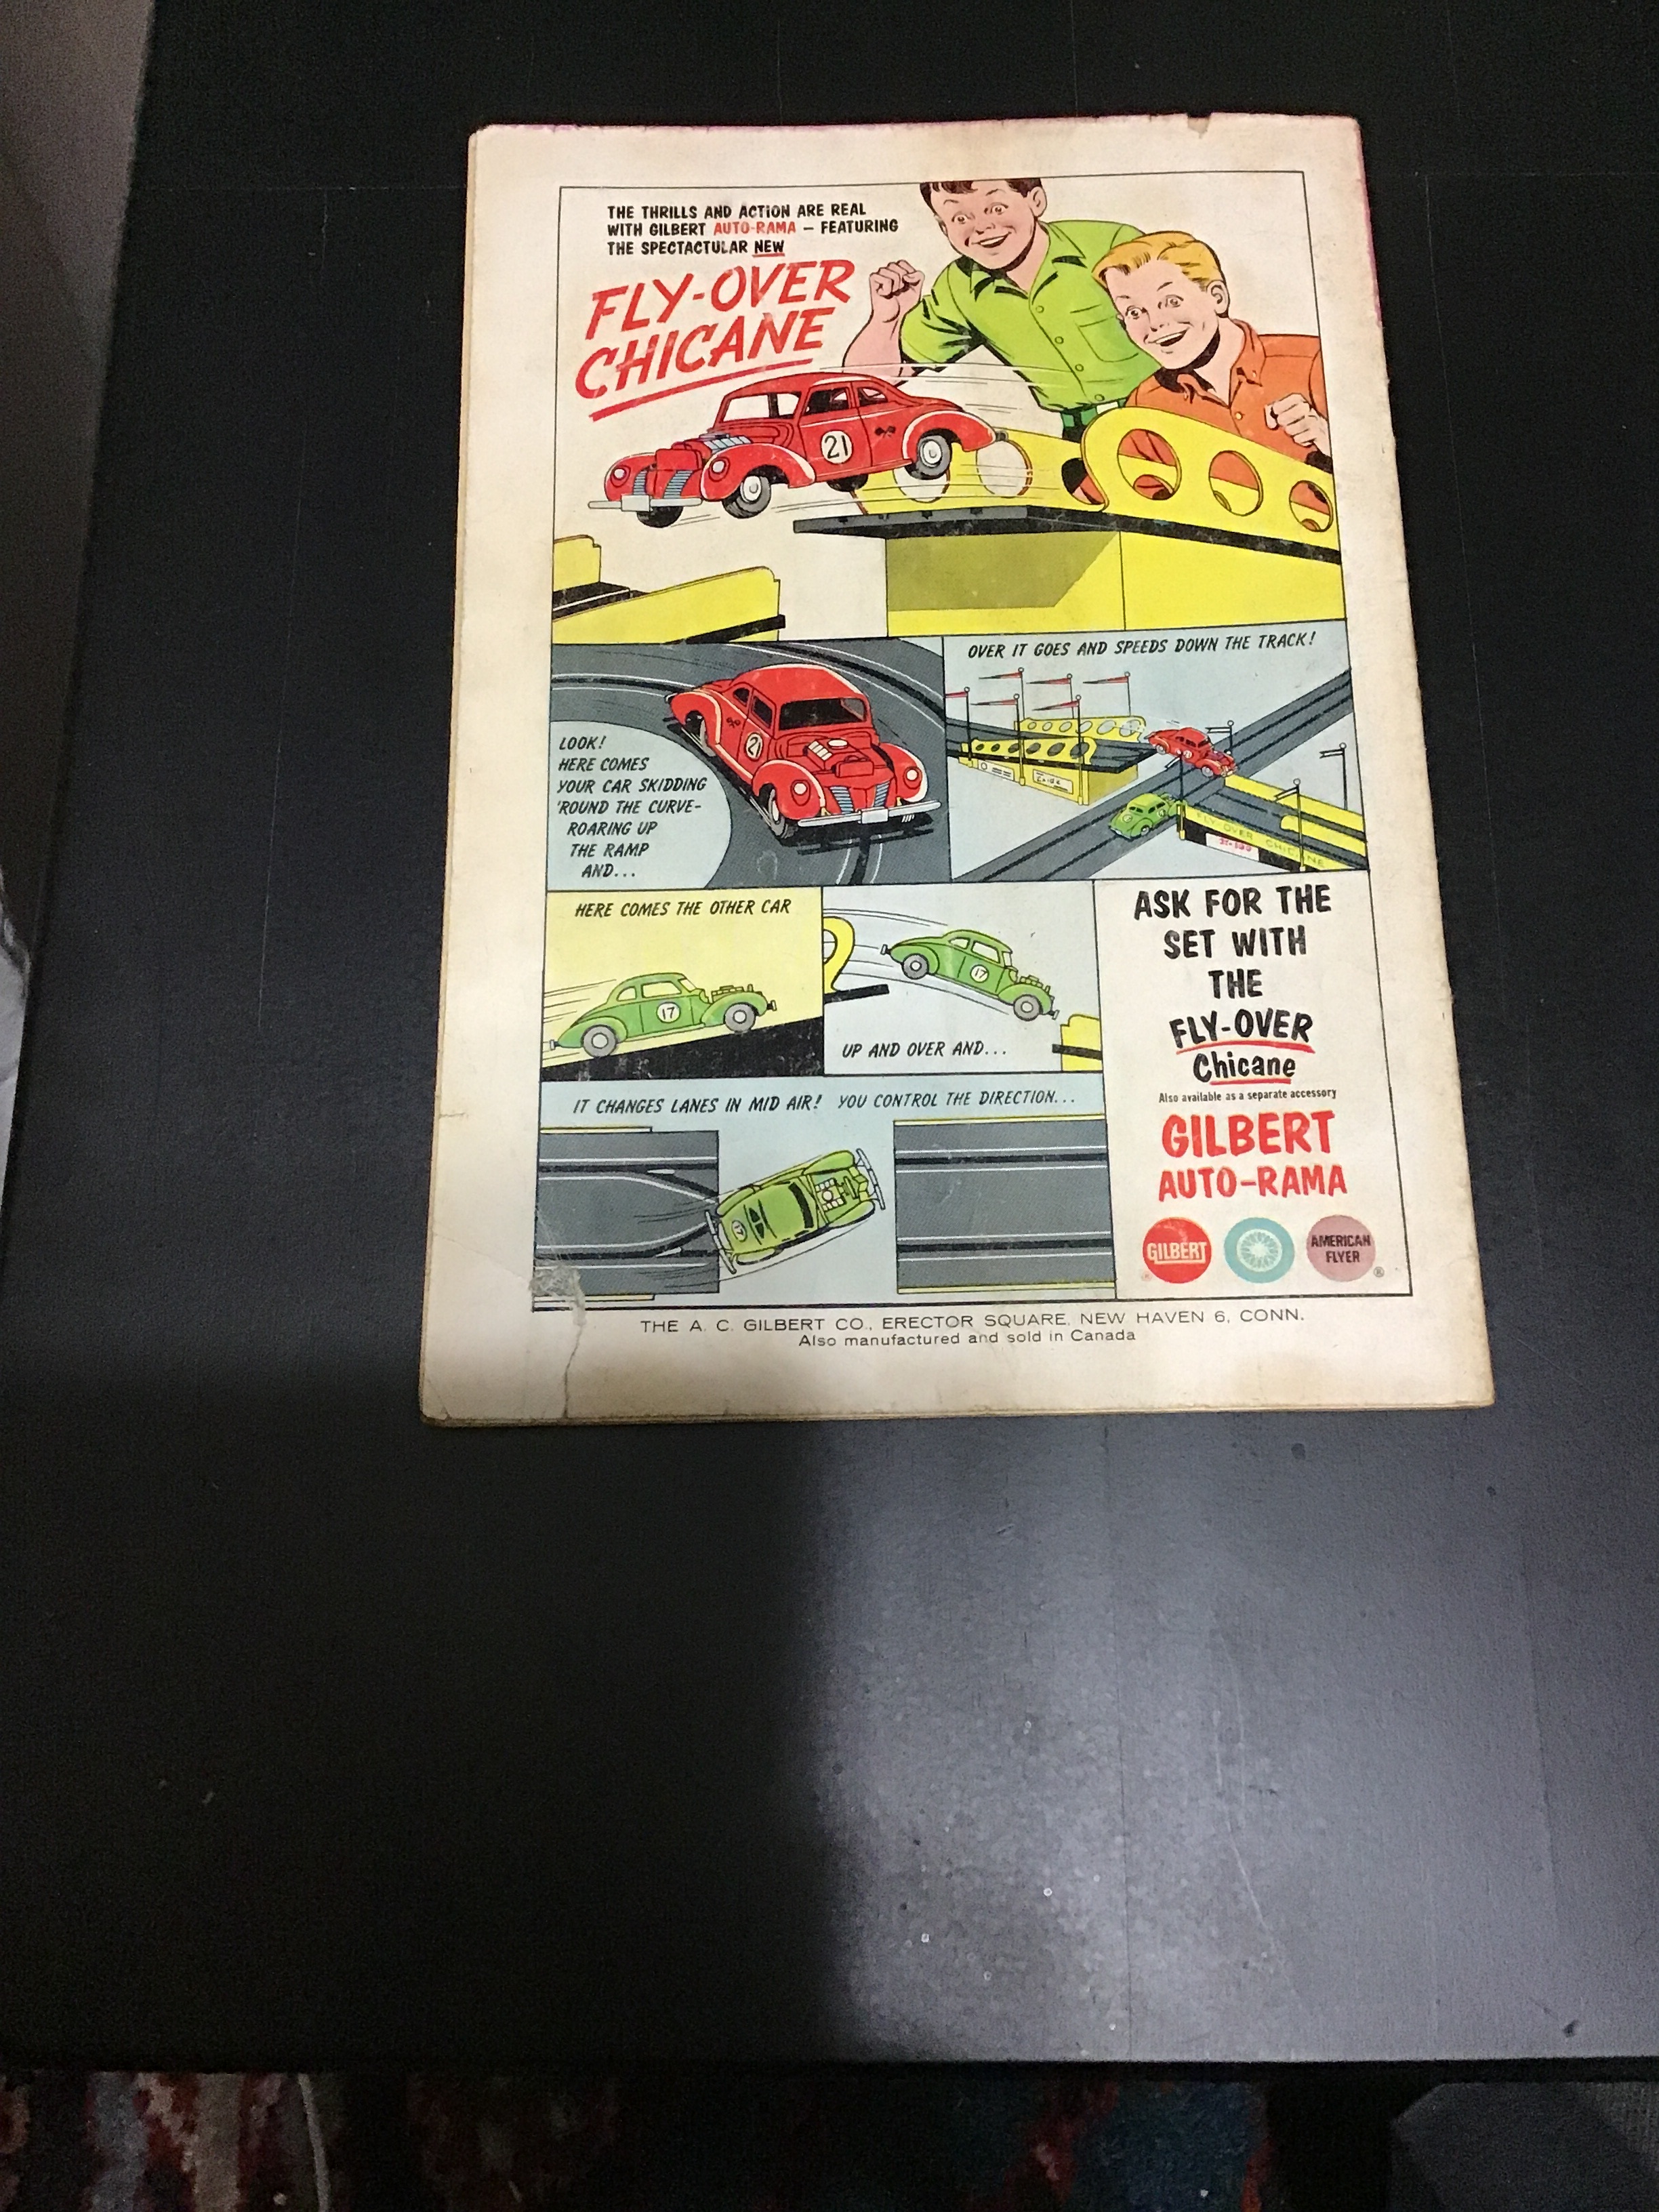 THE THRILLS AND ACTION ARE REAL
WITH GILBERT AUTO-RAMA – FEATURING
THE SPECTACTULAR NEW
FLY-OVER
CHICANE
21
LOOK!
HERE COMES
YOUR CAR SKIDDING
'ROUND THE CURVE-
ROARING UP
THE RAMP
AND...
21
OVER IT GOES AND SPEEDS DOWN THE TRACK!
FLY-OVER CHICANE
HERE COMES THE OTHER CAR
17
17
UP AND OVER AND...
IT CHANGES LANES IN MID AIR! YOU CONTROL THE DIRECTION...
ASK FOR THE
SET WITH
THE
FLY-OVER
Chicane
Also available as a separate accessory
GILBERT
AUTO-RAMA
GILBERT
AMERICAN
FLYER
®
THE A. C. GILBERT CO., ERECTOR SQUARE, NEW HAVEN 6, CONN.
Also manufactured and sold in Canada